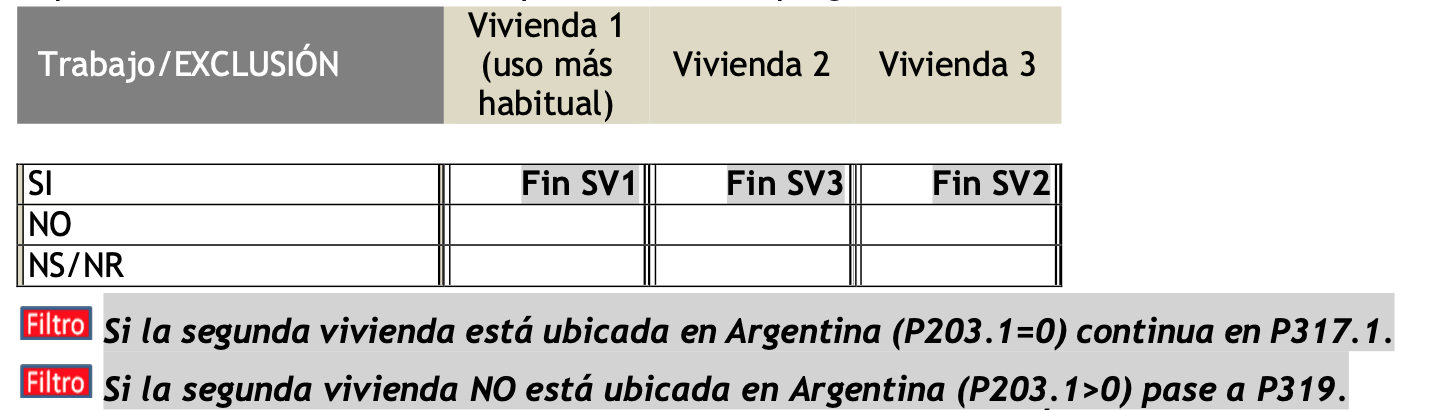 Trabajo/EXCLUSIÓN
Vivienda 1
(uso más
habitual)
Vivienda 2
Vivienda 3
SI Fin SV1 Fin SV3 Fin SV2
NO
NS/NR
Filtro Si la segunda vivienda está ubicada en Argentina (P203.1=0) continua en P317.1.
Filtro Si la segunda vivienda NO está ubicada en Argentina (P203.1>0) pase a P319.